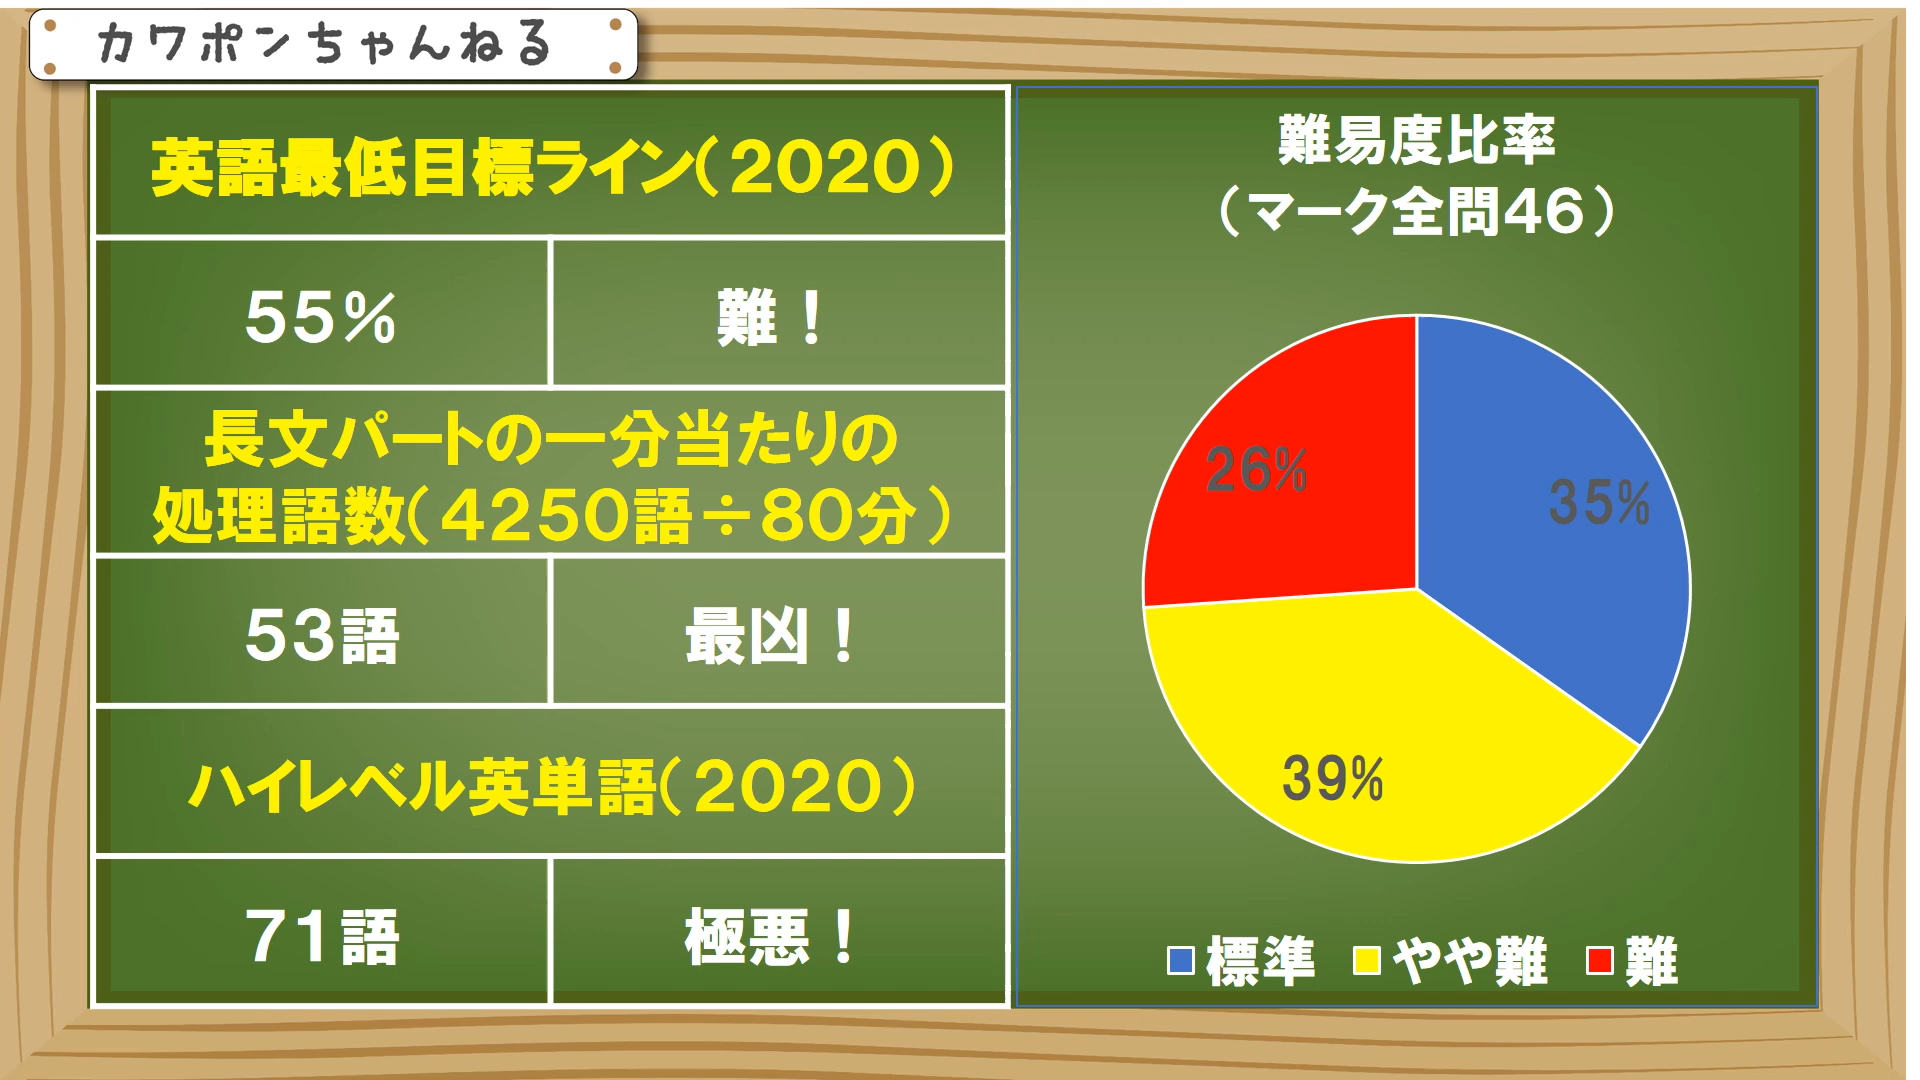 カワポンちゃんねる
英語最低目標ライン（2020）
55%
難！
長文パートの一分当たりの
処理語数（4250語÷80分）
53語
最凶！
ハイレベル英単語（2020）
71語
極悪！
難易度比率
（マーク全問46）
26%
35%
39%
標準
やや難
難